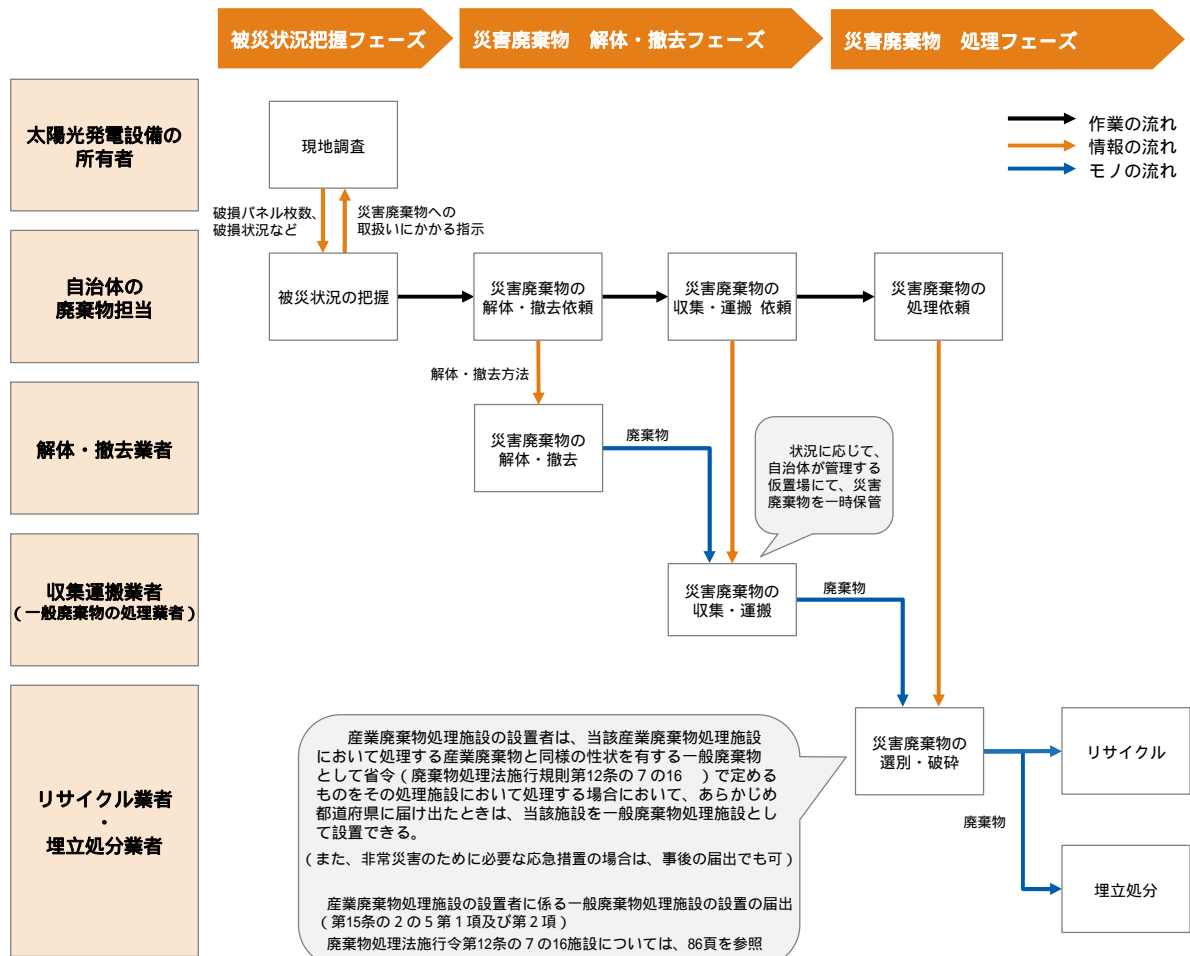 被災状況把握フェーズ
災害廃棄物 解体・撤去フェーズ
災害廃棄物 処理フェーズ
太陽光発電設備の
所有者
現地調査
作業の流れ
情報の流れ
モノの流れ
破損パネル枚数、
破損状況など
災害廃棄物への
取扱いにかかる指示
自治体の
廃棄物担当
被災状況の把握
災害廃棄物の
解体・撤去依頼
災害廃棄物の
収集・運搬 依頼
災害廃棄物の
処理依頼
解体・撤去方法
解体・撤去業者
災害廃棄物の
解体・撤去
廃棄物
状況に応じて、
自治体が管理する
仮置場にて、災害
廃棄物を一時保管
収集運搬業者
（一般廃棄物の処理業者）
災害廃棄物の
収集・運搬
廃棄物
リサイクル業者
・
埋立処分業者
産業廃棄物処理施設の設置者は、当該産業廃棄物処理施設
において処理する産業廃棄物と同様の性状を有する一般廃棄物
として省令（廃棄物処理法施行規則第12条の７の16 ）で定める
ものをその処理施設において処理する場合において、あらかじめ
都道府県に届け出たときは、当該施設を一般廃棄物処理施設とし
て設置できる。
（また、非常災害のために必要な応急措置の場合は、事後の届出でも可）
産業廃棄物処理施設の設置者に係る一般廃棄物処理施設の設置の届出
（第15条の２の５第１項及び第２項）
廃棄物処理法施行令第12条の７の16施設については、86頁を参照
災害廃棄物の
選別・破砕
リサイクル
廃棄物
埋立処分